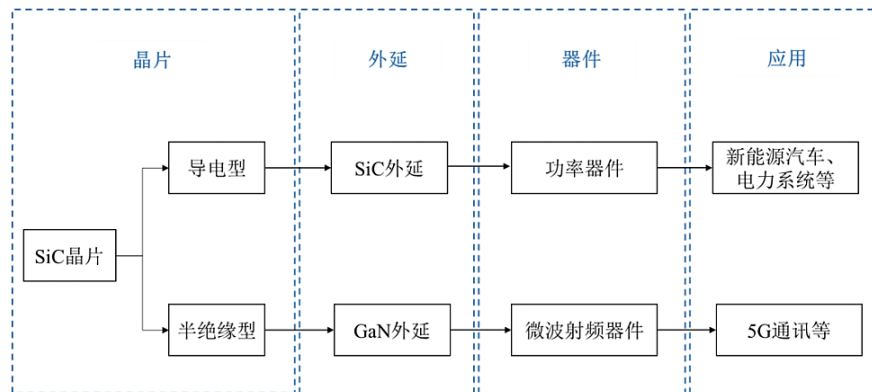 晶片
外延
器件
应用
导电型
SiC外延
功率器件
新能源汽车、
电力系统等
SiC晶片
半绝缘型
GaN外延
微波射频器件
5G通讯等